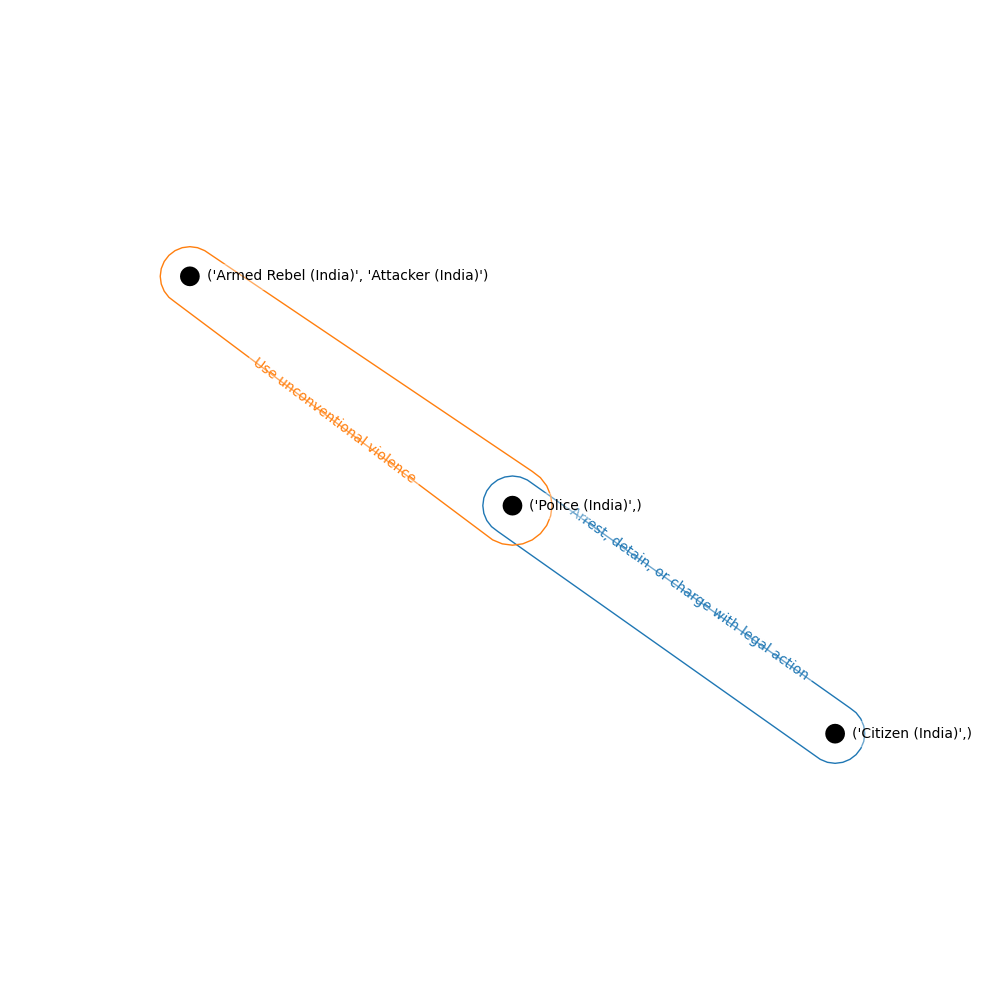 ('Armed Rebel (India)', 'Attacker (India)')
Use unconventional violence
('Police (India)',)
Arrest, detain, or charge with legal action
('Citizen (India)',)